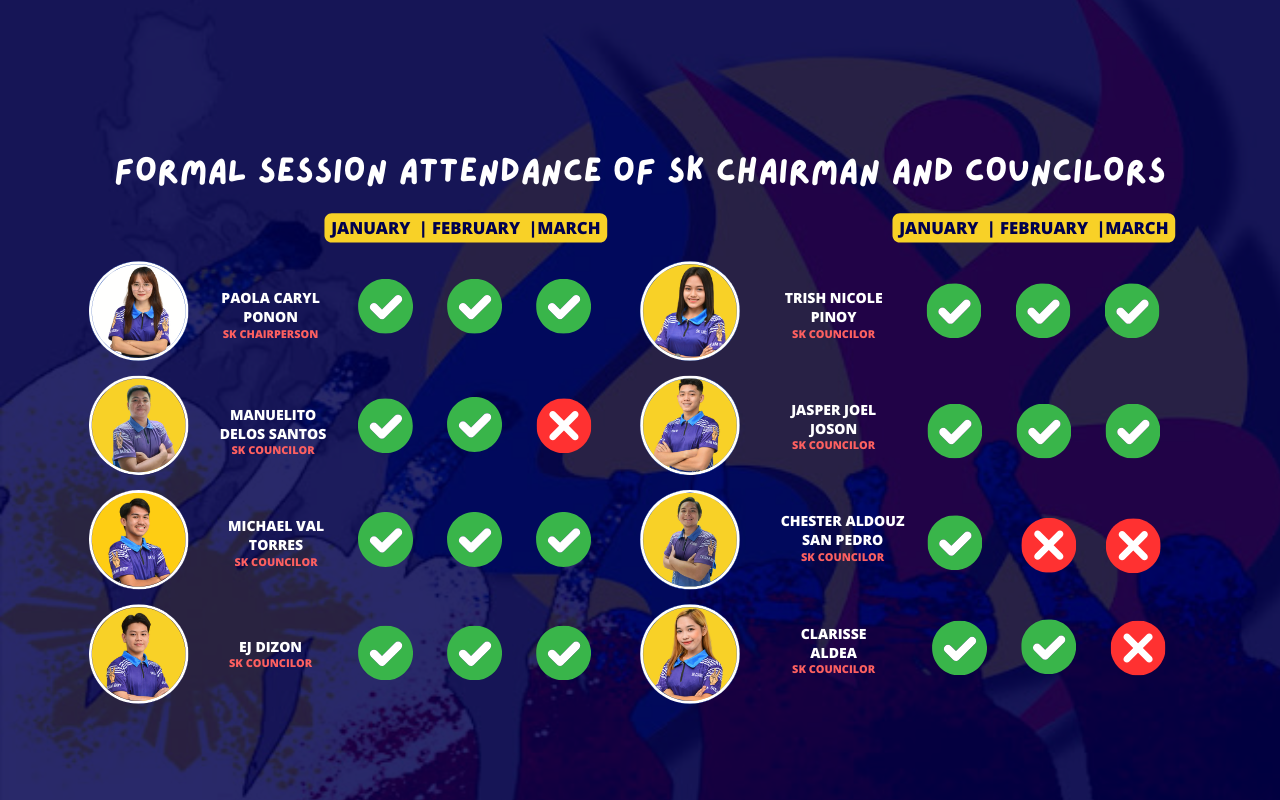 FORMAL SESSION ATTENDANCE OF SK CHAIRMAN AND COUNCILORS
JANUARY | FEBRUARY |MARCH
JANUARY | FEBRUARY |MARCH
PAOLA CARYL
PONON
SK CHAIRPERSON
TRISH NICOLE
PINOY
SK COUNCILOR
MANUELITO
DELOS SANTOS
SK COUNCILOR
JASPER JOEL
JOSON
SK COUNCILOR
MICHAEL VAL
TORRES
SK COUNCILOR
CHESTER ALDOUZ
SAN PEDRO
SK COUNCILOR
EJ DIZON
SK COUNCILOR
CLARISSE
ALDEA
SK COUNCILOR